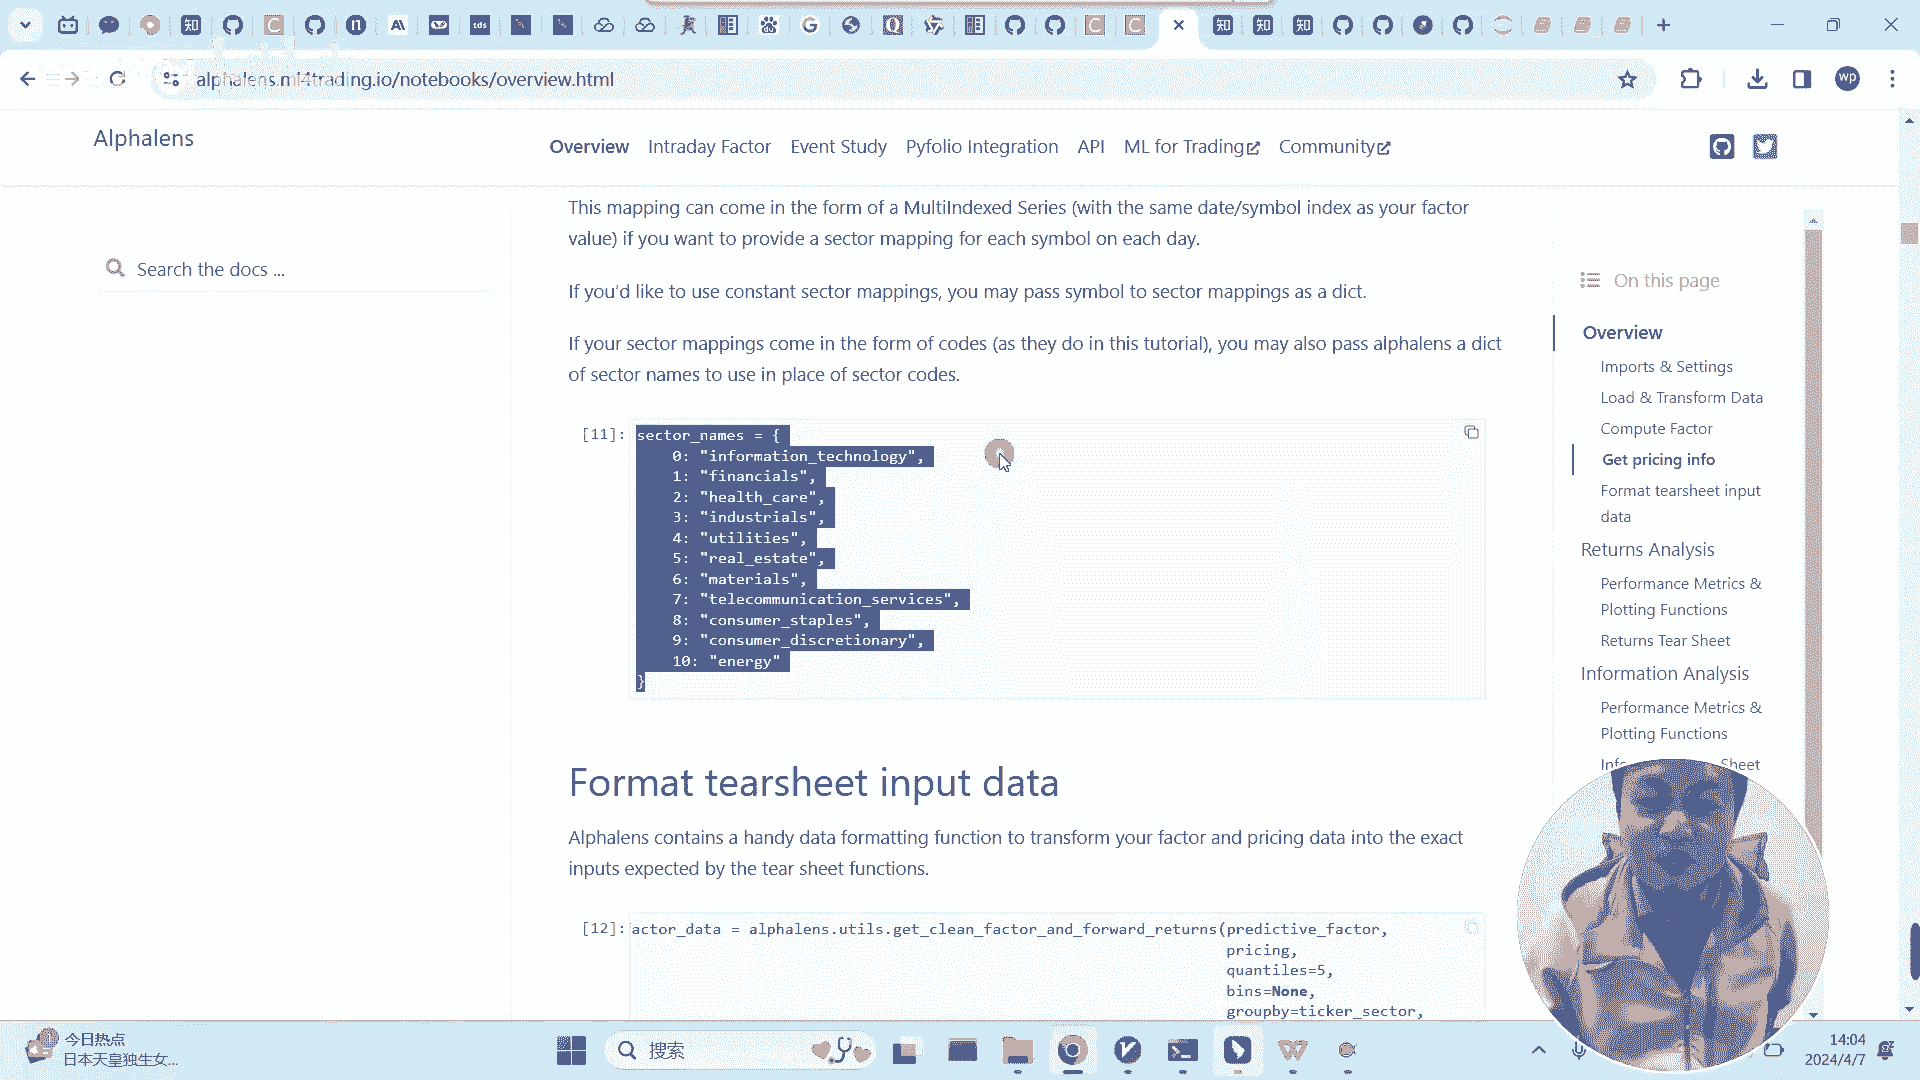 alphalens.ml4trading.io/notebooks/overview.html
wp
Alphalens
Overview Intraday Factor Event Study Pyfolio Integration API ML for Trading Community
Search the docs ...
This mapping can come in the form of a MultiIndexed Series (with the same date/symbol index as your factor
value) if you want to provide a sector mapping for each symbol on each day.
If you'd like to use constant sector mappings, you may pass symbol to sector mappings as a dict.
If your sector mappings come in the form of codes (as they do in this tutorial), you may also pass alphalens a dict
of sector names to use in place of sector codes.
[11]: sector_names = {
0: "information_technology",
1: "financials",
2: "health_care",
3: "industrials",
4: "utilities",
5: "real_estate",
6: "materials",
7: "telecommunication_services",
8: "consumer_staples",
9: "consumer_discretionary",
10: "energy"
}
Format tearsheet input data
Alphalens contains a handy data formatting function to transform your factor and pricing data into the exact
inputs expected by the tear sheet functions.
[12]: actor_data = alphalens.utils.get_clean_factor_and_forward_returns(predictive_factor,
pricing,
quantiles=5,
bins=None,
groupby=ticker_sector,
On this page
Overview
Imports & Settings
Load & Transform Data
Compute Factor
Get pricing info
Format tearsheet input
data
Returns Analysis
Performance Metrics &
Plotting Functions
Returns Tear Sheet
Information Analysis
Performance Metrics &
Plotting Functions
Sheet
今日热点
日本天皇独生女...
搜索
14:04
2024/4/7